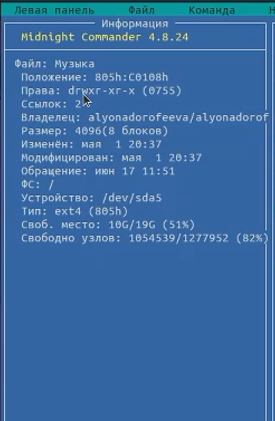 Левая панель Файл Команда
Информация
Midnight Commander 4.8.24
Файл: Музыка
Положение: 805h:C0108h
Права: drwxr-xr-x (0755)
Ссылок: 2
Владелец: alyonadorofeeva/alyonadorof
Размер: 4096(8 блоков)
Изменён: мая 1 20:37
Модифицирован: мая 1 20:37
Обращение: июн 17 11:51
ФС: /
Устройство: /dev/sda5
Тип: ext4 (805h)
Своб. место: 10G/19G (51%)
Свободно узлов: 1054539/1277952 (82%)